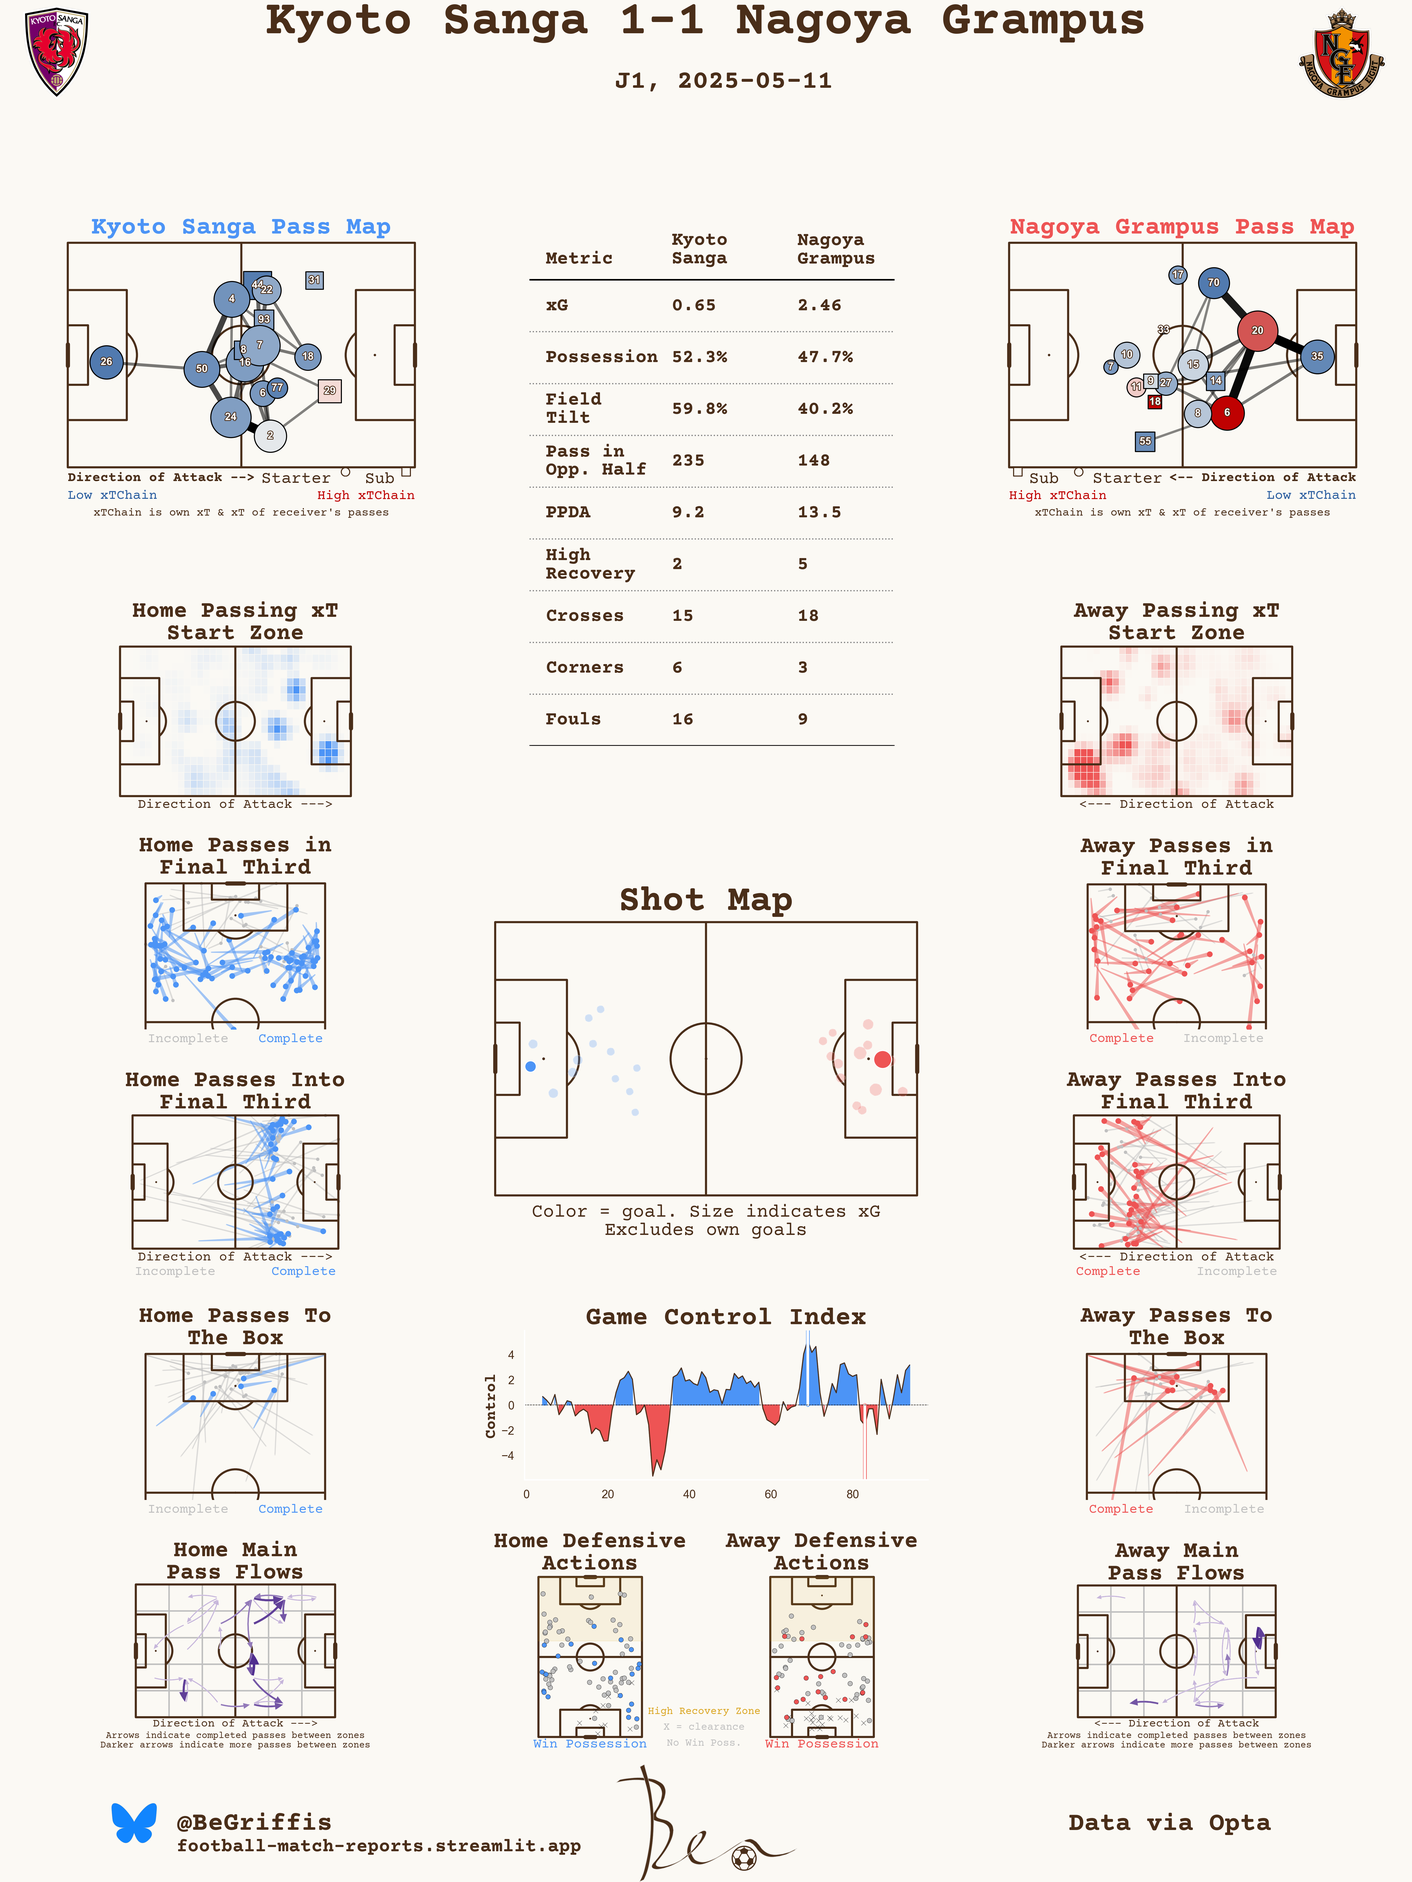 Kyoto Sanga 1-1 Nagoya Grampus
J1, 2025-05-11
KYOTO SANGA
NAGOYA GRAMPUS EIGHT
NGE
Kyoto Sanga Pass Map
44
22
31
4
93
8
7
18
16
26
50
6
77
29
24
2
Direction of Attack --> Starter Sub
Low xTChain High xTChain
xTChain is own xT & xT of receiver's passes
Metric Kyoto Sanga Nagoya Grampus
xG 0.65 2.46
Possession 52.3% 47.7%
Field Tilt 59.8% 40.2%
Pass in Opp. Half 235 148
PPDA 9.2 13.5
High Recovery 2 5
Crosses 15 18
Corners 6 3
Fouls 16 9
Nagoya Grampus Pass Map
17
70
33
20
10
35
7
15
11
9
27
14
18
8
6
55
Sub Starter <-- Direction of Attack
High xTChain Low xTChain
xTChain is own xT & xT of receiver's passes
Home Passing xT
Start Zone
Direction of Attack --->
Away Passing xT
Start Zone
<--- Direction of Attack
Home Passes in
Final Third
Incomplete Complete
Away Passes in
Final Third
Complete Incomplete
Shot Map
Color = goal. Size indicates xG
Excludes own goals
Home Passes Into
Final Third
Direction of Attack --->
Incomplete Complete
Away Passes Into
Final Third
<--- Direction of Attack
Complete Incomplete
Home Passes To
The Box
Incomplete Complete
Game Control Index
Control
4
2
0
−2
−4
0 20 40 60 80
Away Passes To
The Box
Complete Incomplete
Home Main
Pass Flows
Direction of Attack --->
Arrows indicate completed passes between zones
Darker arrows indicate more passes between zones
Home Defensive
Actions
Win Possession
High Recovery Zone
X = clearance
No Win Poss.
Away Defensive
Actions
Win Possession
Away Main
Pass Flows
<--- Direction of Attack
Arrows indicate completed passes between zones
Darker arrows indicate more passes between zones
@BeGriffis
football-match-reports.streamlit.app
Ben
Data via Opta